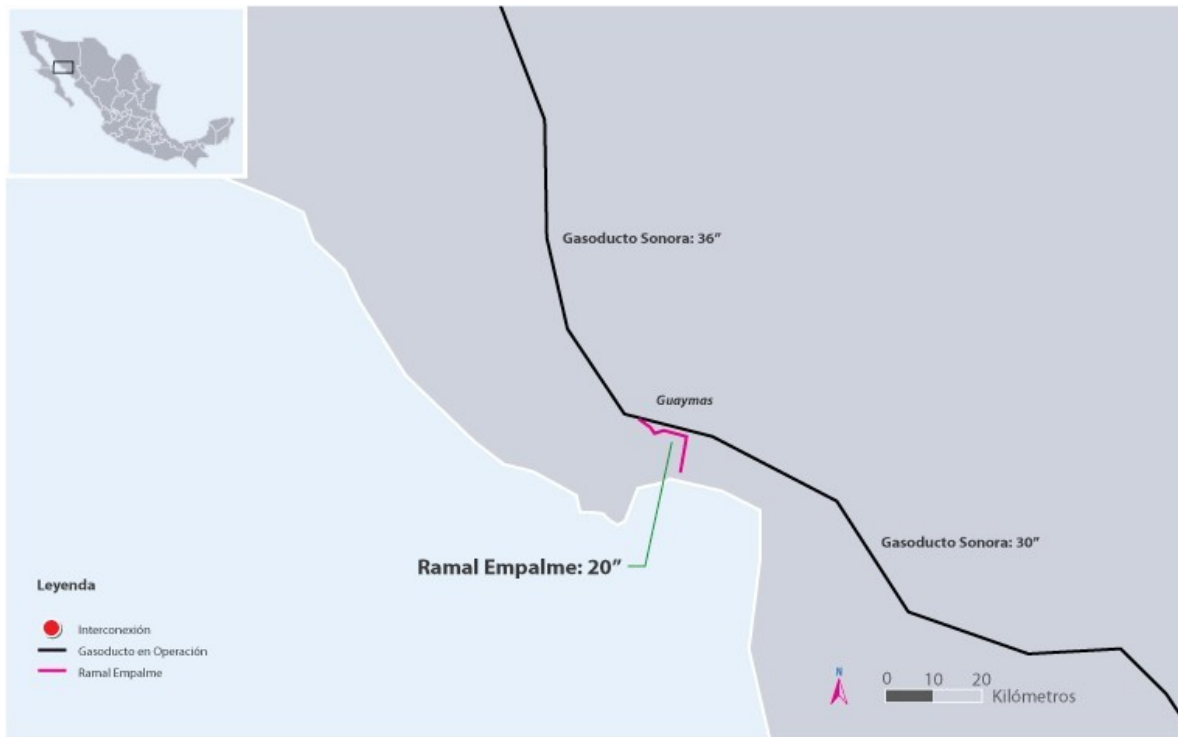 Gasoducto Sonora: 36”
Guaymas
Gasoducto Sonora: 30”
Ramal Empalme: 20”
Leyenda
Interconexión
Gasoducto en Operación
Ramal Empalme
N
0 10 20
Kilómetros